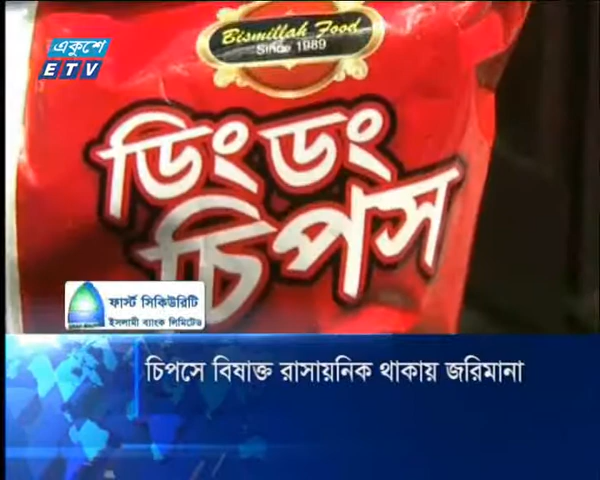 একুশে
ETV
Bismillah Food
Since 1989
ডিং ডং
চিপস
ফার্স্ট সিকিউরিটি
ইসলামী ব্যাংক লিমিটেড
চিপসে বিষাক্ত রাসায়নিক থাকায় জরিমানা